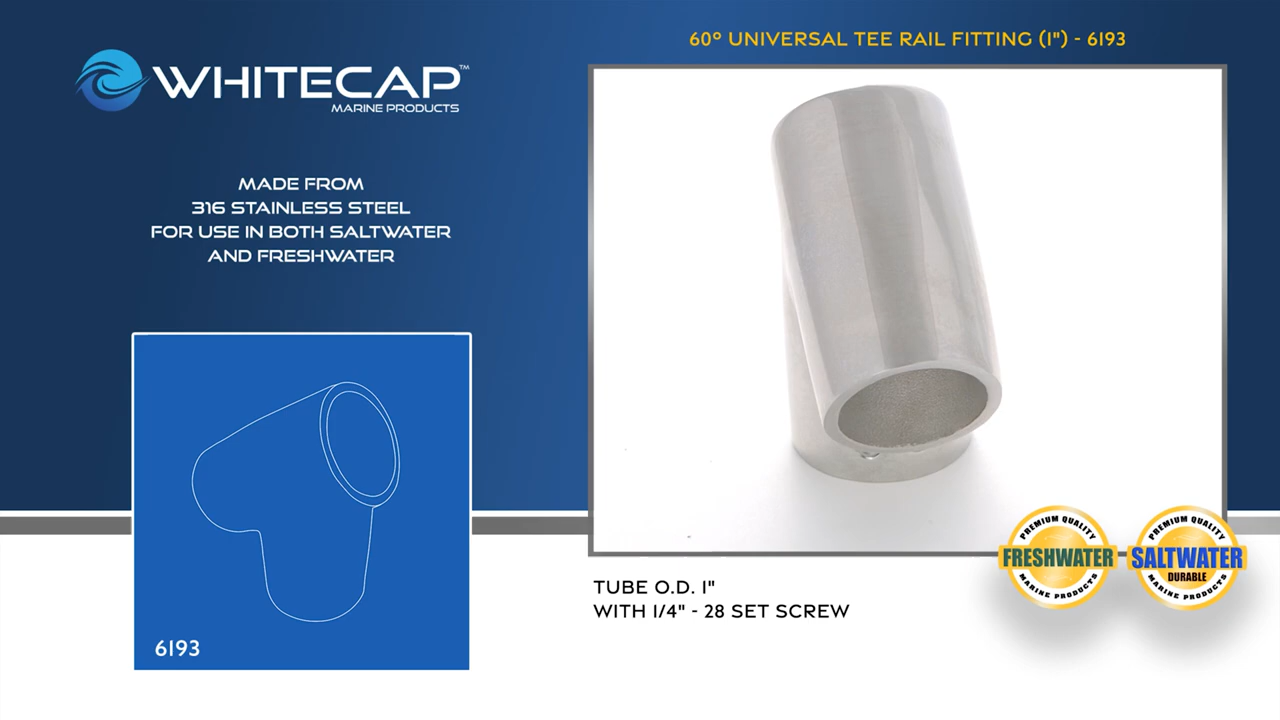 WHITECAP™
MARINE PRODUCTS
MADE FROM
316 STAINLESS STEEL
FOR USE IN BOTH SALTWATER
AND FRESHWATER
6193
60° UNIVERSAL TEE RAIL FITTING (1") - 6193
TUBE O.D. 1"
WITH 1/4" - 28 SET SCREW
PREMIUM QUALITY
FRESHWATER
MARINE PRODUCTS
PREMIUM QUALITY
SALTWATER
DURABLE
MARINE PRODUCTS